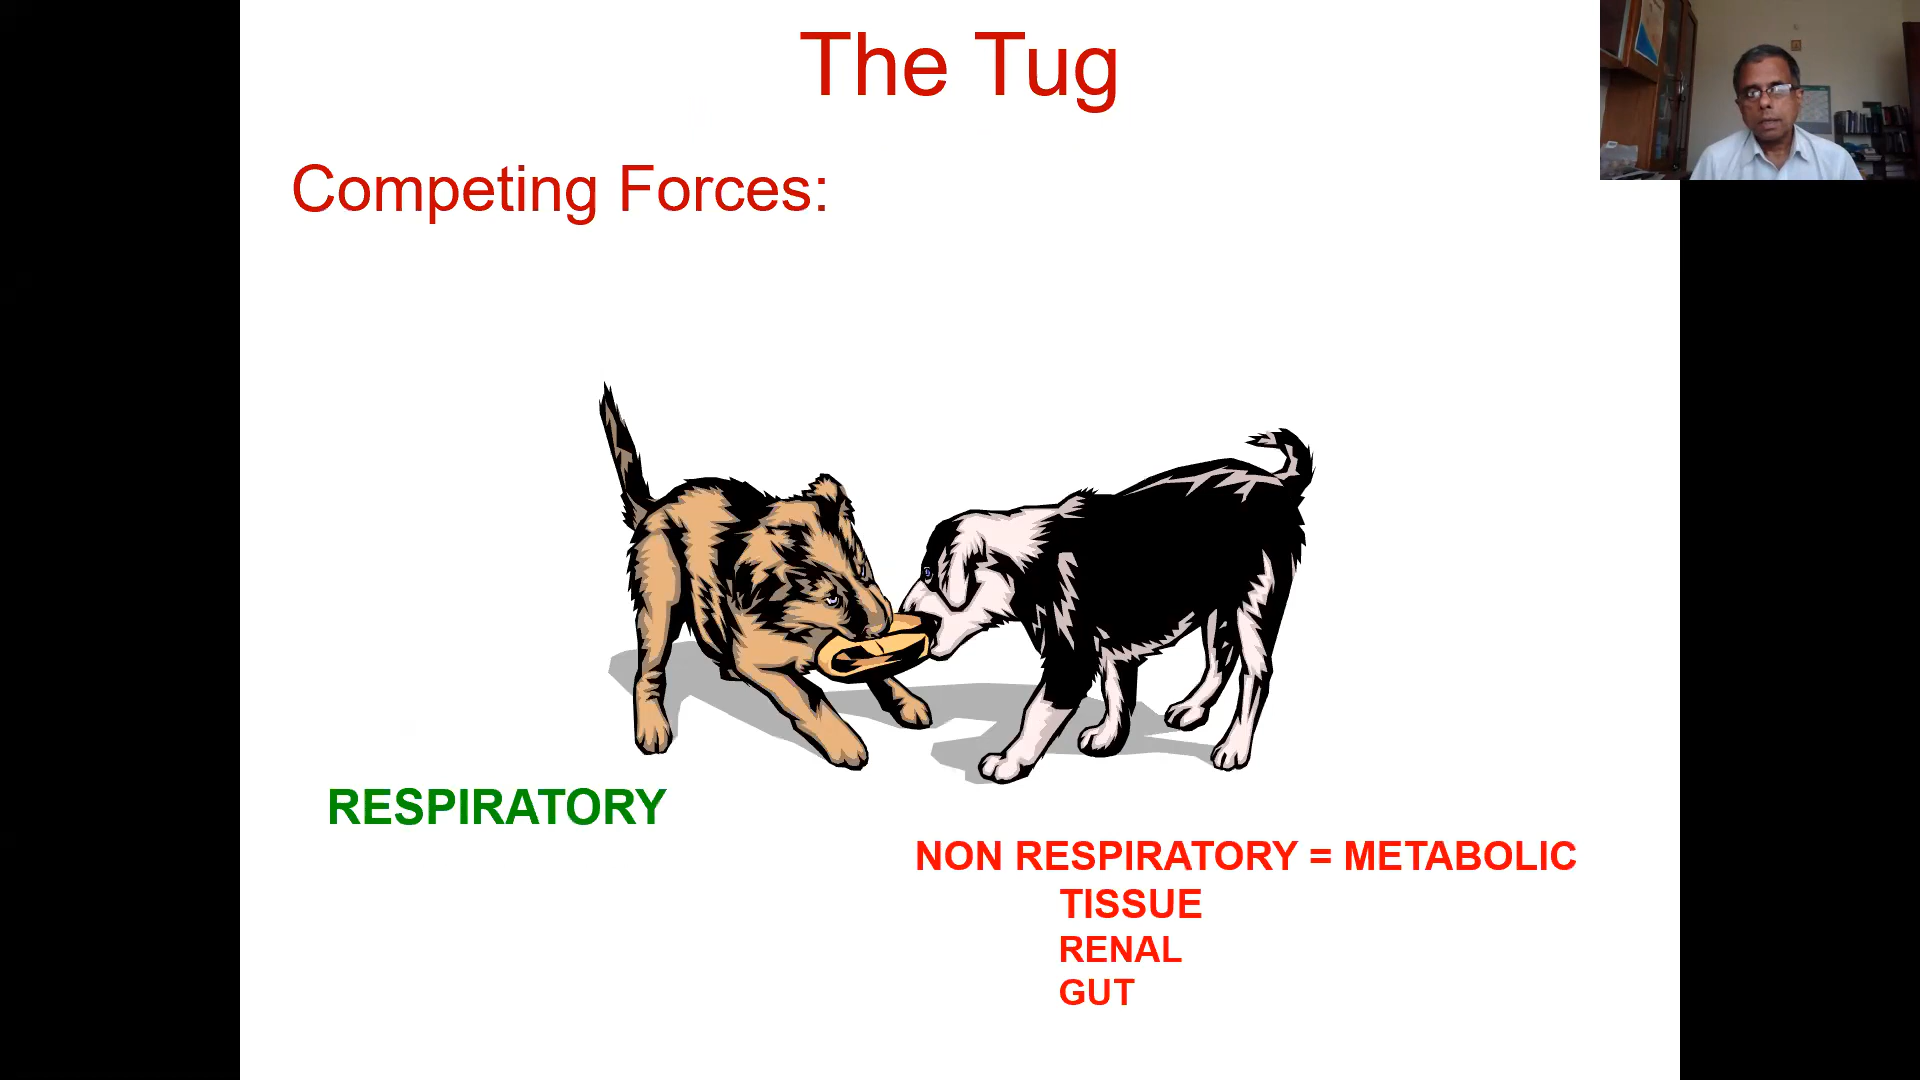 The Tug
Competing Forces:
RESPIRATORY
NON RESPIRATORY = METABOLIC
TISSUE
RENAL
GUT